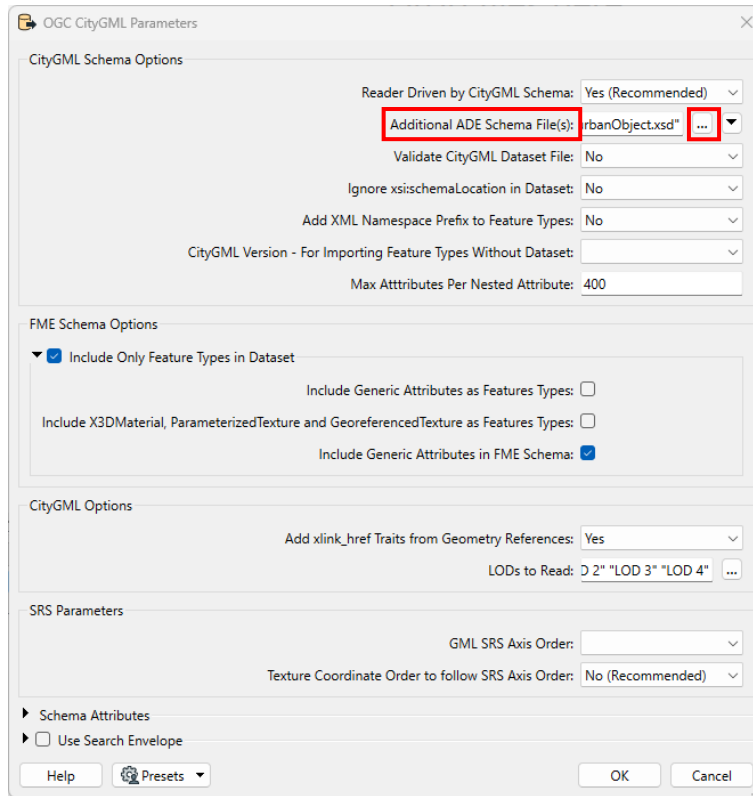 OGC CityGML Parameters
CityGML Schema Options
Reader Driven by CityGML Schema: Yes (Recommended)
Additional ADE Schema File(s): rbanObject.xsd" ...
Validate CityGML Dataset File: No
Ignore xsi:schemaLocation in Dataset: No
Add XML Namespace Prefix to Feature Types: No
CityGML Version - For Importing Feature Types Without Dataset:
Max Atttributes Per Nested Attribute: 400
FME Schema Options
Include Only Feature Types in Dataset
Include Generic Attributes as Features Types:
Include X3DMaterial, ParameterizedTexture and GeoreferencedTexture as Features Types:
Include Generic Attributes in FME Schema:
CityGML Options
Add xlink_href Traits from Geometry References: Yes
LODs to Read: D 2" "LOD 3" "LOD 4" ...
SRS Parameters
GML SRS Axis Order:
Texture Coordinate Order to follow SRS Axis Order: No (Recommended)
Schema Attributes
Use Search Envelope
Help Presets OK Cancel